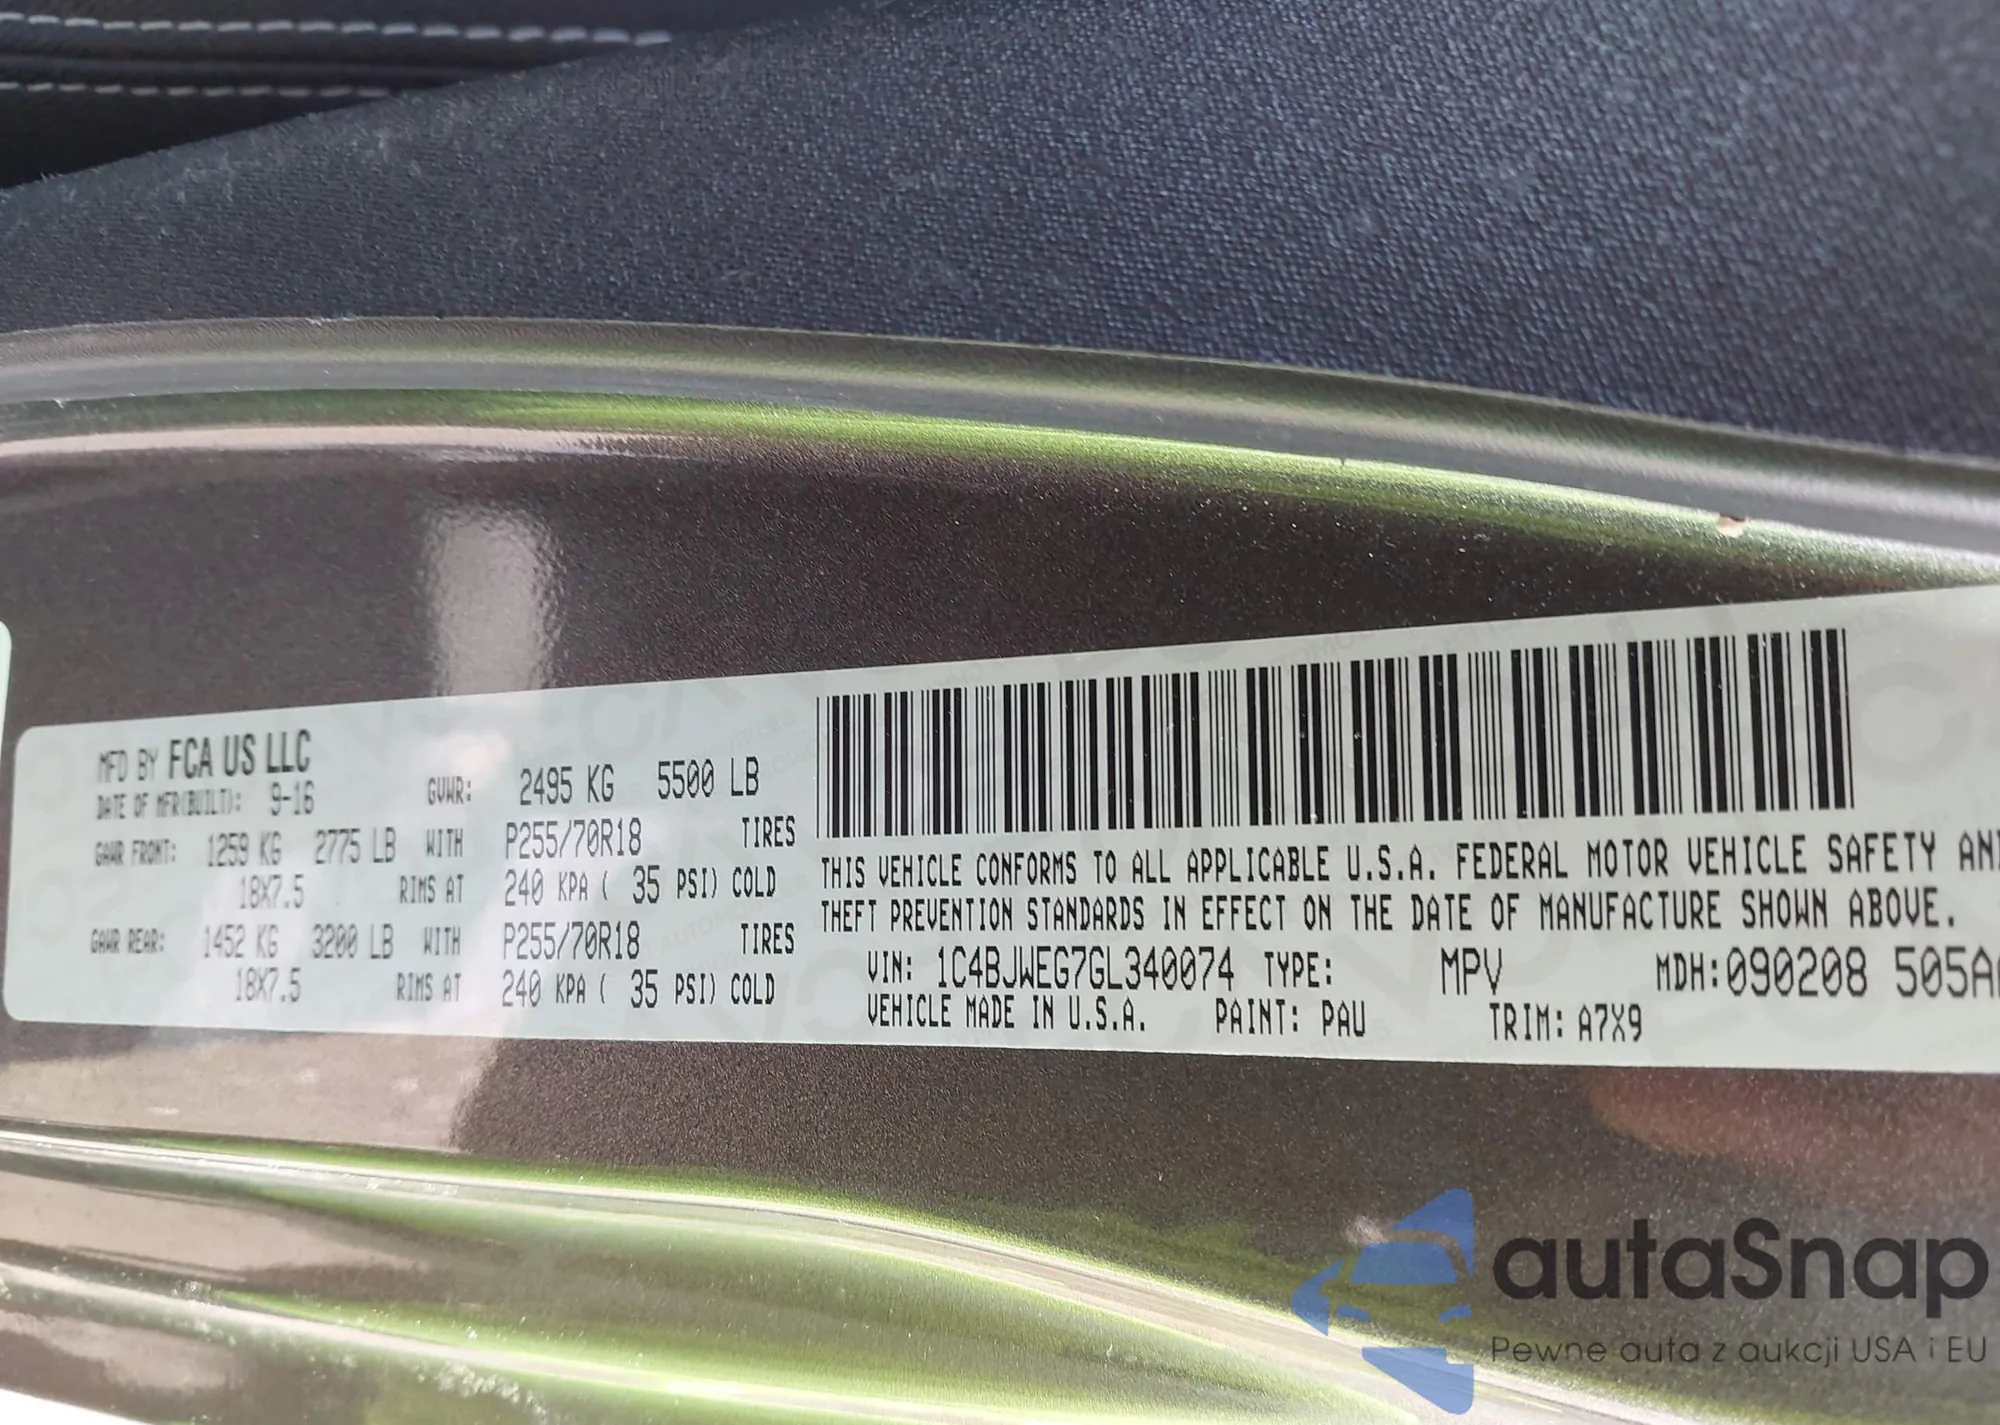 MFD BY FCA US LLC
DATE OF MFR(BUILT): 9-16
GVWR: 2495 KG 5500 LB
GAWR FRONT: 1259 KG 2775 LB WITH P255/70R18 TIRES
18X7.5 RIMS AT 240 KPA ( 35 PSI) COLD
GAWR REAR: 1452 KG 3200 LB WITH P255/70R18 TIRES
18X7.5 RIMS AT 240 KPA ( 35 PSI) COLD
THIS VEHICLE CONFORMS TO ALL APPLICABLE U.S.A. FEDERAL MOTOR VEHICLE SAFETY AN
THEFT PREVENTION STANDARDS IN EFFECT ON THE DATE OF MANUFACTURE SHOWN ABOVE.
VIN: 1C4BJWEG7GL340074 TYPE: MPV MDH:090208 505A
VEHICLE MADE IN U.S.A. PAINT: PAU TRIM: A7X9
autaSnap
Pewne auta z aukcji USA i EU